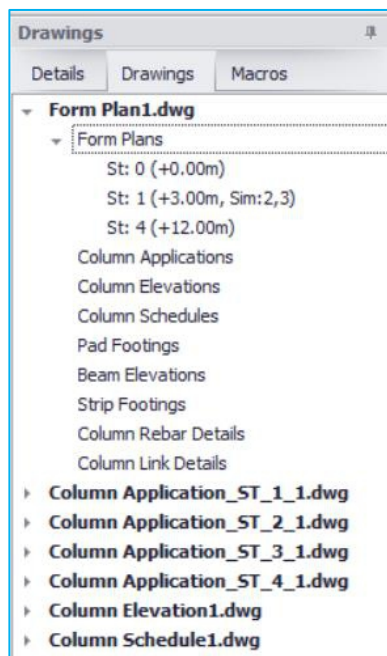 Drawings
Details Drawings Macros
Form Plan1.dwg
Form Plans
St: 0 (+0.00m)
St: 1 (+3.00m, Sim:2,3)
St: 4 (+12.00m)
Column Applications
Column Elevations
Column Schedules
Pad Footings
Beam Elevations
Strip Footings
Column Rebar Details
Column Link Details
Column Application_ST_1_1.dwg
Column Application_ST_2_1.dwg
Column Application_ST_3_1.dwg
Column Application_ST_4_1.dwg
Column Elevation1.dwg
Column Schedule1.dwg